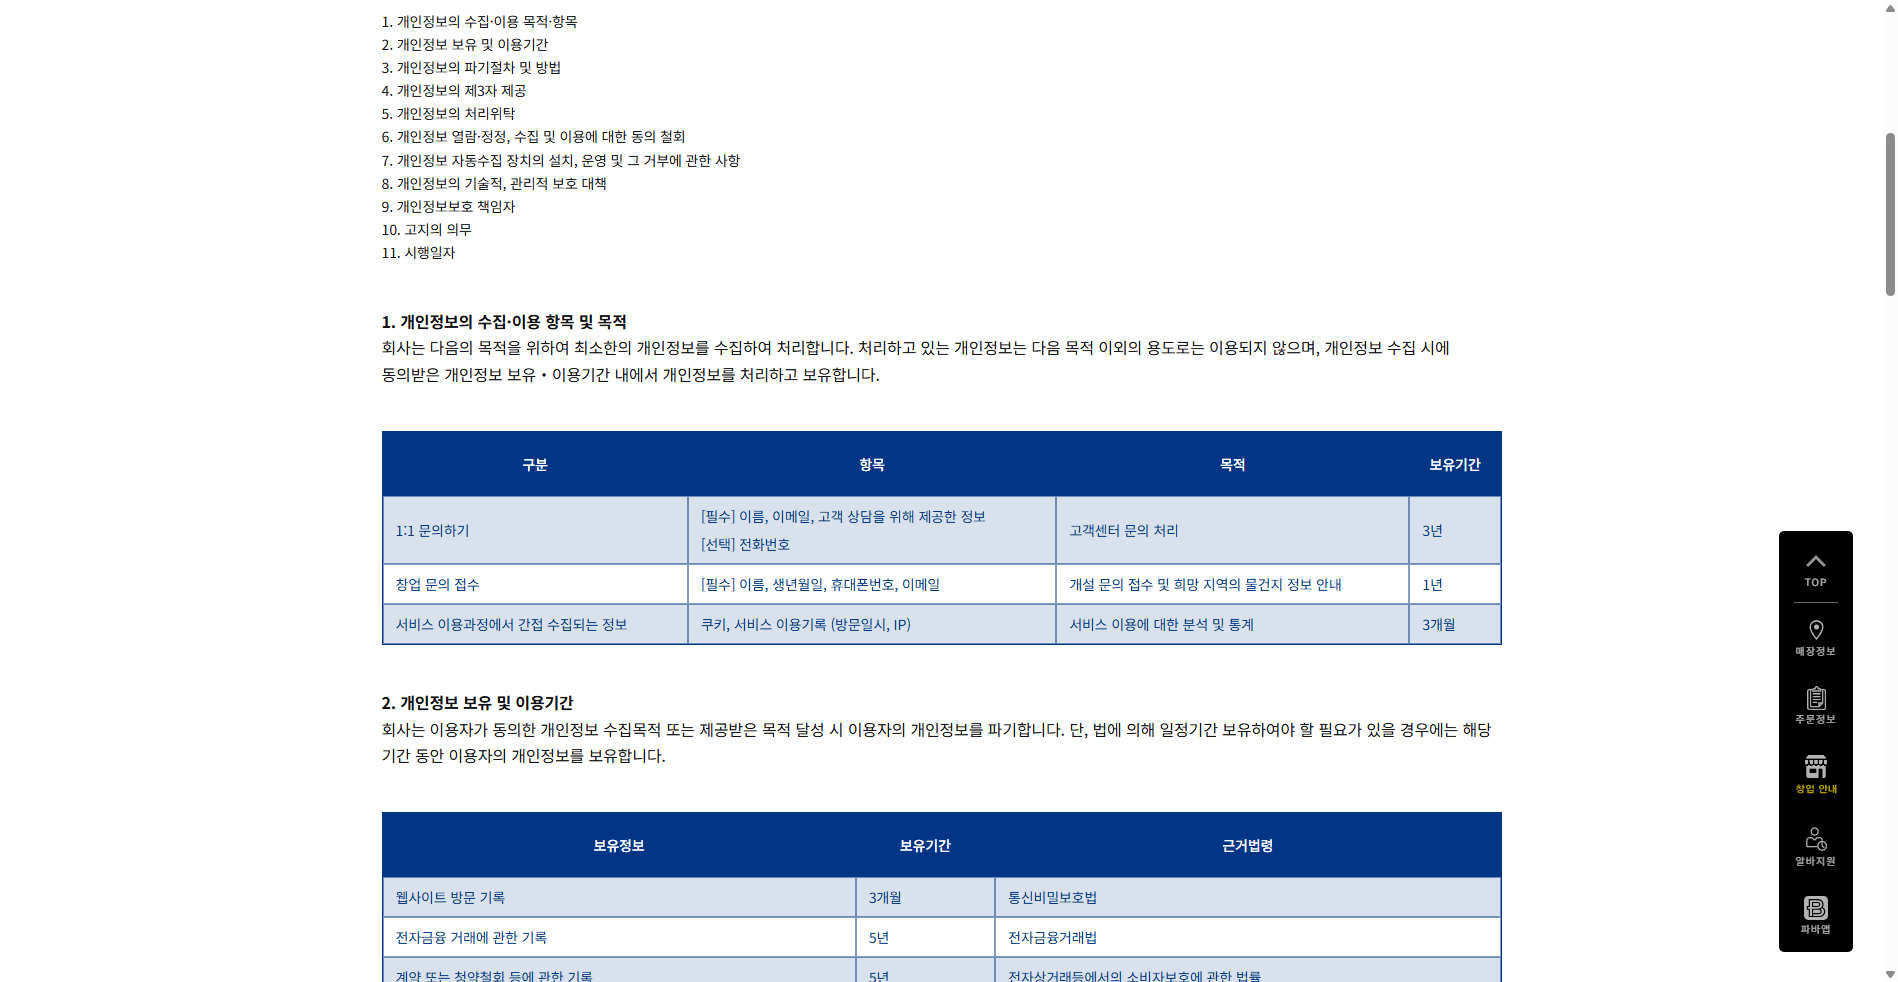 1. 개인정보의 수집·이용 목적·항목
2. 개인정보 보유 및 이용기간
3. 개인정보의 파기절차 및 방법
4. 개인정보의 제3자 제공
5. 개인정보의 처리위탁
6. 개인정보 열람·정정, 수집 및 이용에 대한 동의 철회
7. 개인정보 자동수집 장치의 설치, 운영 및 그 거부에 관한 사항
8. 개인정보의 기술적, 관리적 보호 대책
9. 개인정보보호 책임자
10. 고지의 의무
11. 시행일자
1. 개인정보의 수집·이용 항목 및 목적
회사는 다음의 목적을 위하여 최소한의 개인정보를 수집하여 처리합니다. 처리하고 있는 개인정보는 다음 목적 이외의 용도로는 이용되지 않으며, 개인정보 수집 시에
동의받은 개인정보 보유・이용기간 내에서 개인정보를 처리하고 보유합니다.
구분 항목 목적 보유기간
1:1 문의하기 [필수] 이름, 이메일, 고객 상담을 위해 제공한 정보 고객센터 문의 처리 3년
[선택] 전화번호
창업 문의 접수 [필수] 이름, 생년월일, 휴대폰번호, 이메일 개설 문의 접수 및 희망 지역의 물건지 정보 안내 1년
서비스 이용과정에서 간접 수집되는 정보 쿠키, 서비스 이용기록 (방문일시, IP) 서비스 이용에 대한 분석 및 통계 3개월
2. 개인정보 보유 및 이용기간
회사는 이용자가 동의한 개인정보 수집목적 또는 제공받은 목적 달성 시 이용자의 개인정보를 파기합니다. 단, 법에 의해 일정기간 보유하여야 할 필요가 있을 경우에는 해당
기간 동안 이용자의 개인정보를 보유합니다.
보유정보 보유기간 근거법령
웹사이트 방문 기록 3개월 통신비밀보호법
전자금융 거래에 관한 기록 5년 전자금융거래법
계약 또는 청약철회 등에 관한 기록 5년 전자상거래등에서의 소비자보호에 관한 법률
TOP
매장정보
주문정보
창업 안내
알바지원
파바앱